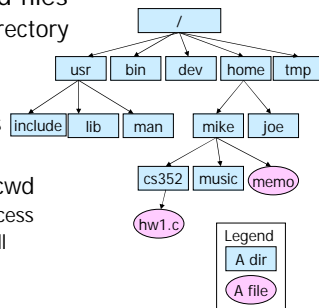 d files
rectory
/
usr bin dev home tmp
s include lib man mike joe
cwd cs352 music memo
cess
ll hw1.c
Legend
A dir
A file